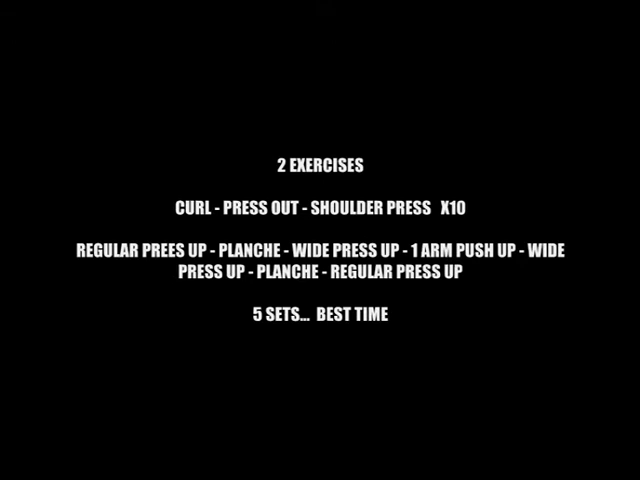 2 EXERCISES
CURL - PRESS OUT - SHOULDER PRESS X10
REGULAR PREES UP - PLANCHE - WIDE PRESS UP - 1 ARM PUSH UP - WIDE
PRESS UP - PLANCHE - REGULAR PRESS UP
5 SETS... BEST TIME